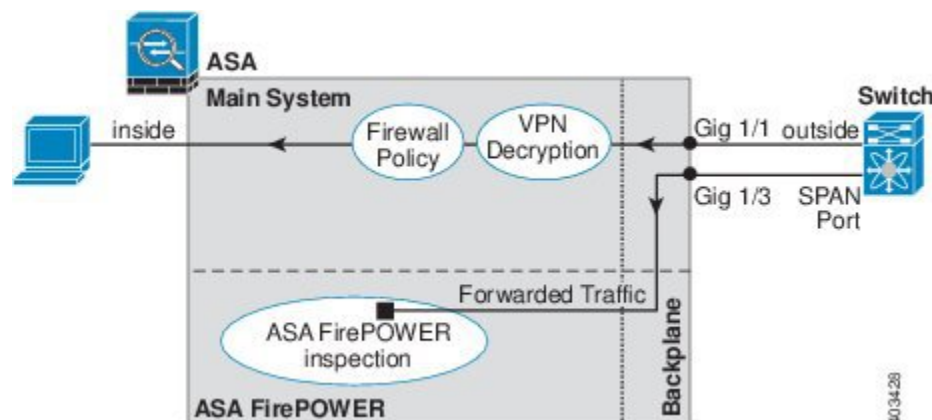 ASA
Main System
Switch
inside
Firewall
Policy
VPN
Decryption
Gig 1/1 outside
Gig 1/3 SPAN
Port
Forwarded Traffic
ASA FirePOWER
inspection
Backplane
ASA FirePOWER
403428